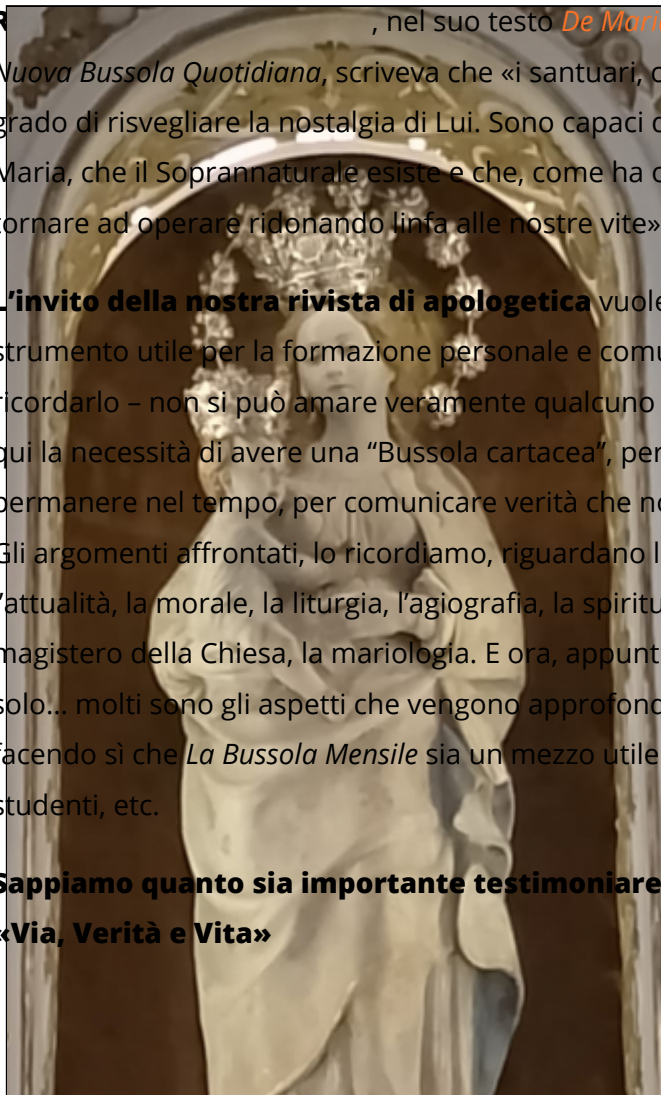 , nel suo testo De Maria
Nuova Bussola Quotidiana, scriveva che «i santuari, c
grado di risvegliare la nostalgia di Lui. Sono capaci
Maria, che il Soprannaturale esiste e che, come ha
tornare ad operare ridonando linfa alle nostre vite»
L’invito della nostra rivista di apologetica vuole
strumento utile per la formazione personale e comu
ricordarlo – non si può amare veramente qualcuno
qui la necessità di avere una “Bussola cartacea”, per
permanere nel tempo, per comunicare verità che no
Gli argomenti affrontati, lo ricordiamo, riguardano l
l’attualità, la morale, la liturgia, l’agiografia, la spiritu
magistero della Chiesa, la mariologia. E ora, appunt
solo... molti sono gli aspetti che vengono approfond
facendo sì che La Bussola Mensile sia un mezzo utile
studenti, etc.
Sappiamo quanto sia importante testimoniare
«Via, Verità e Vita»